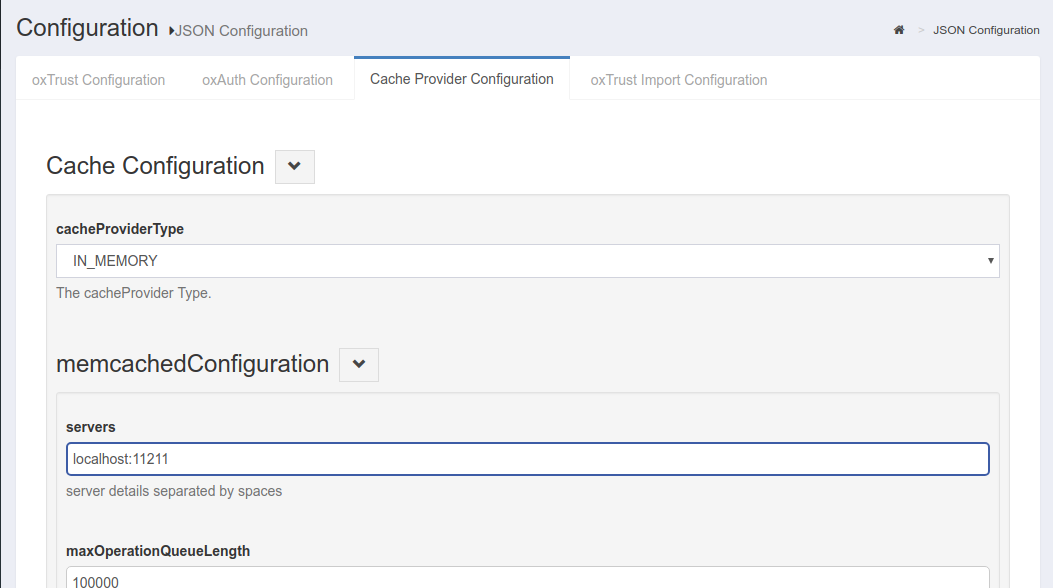 Configuration JSON Configuration > JSON Configuration
oxTrust Configuration oxAuth Configuration Cache Provider Configuration oxTrust Import Configuration
Cache Configuration
cacheProviderType
IN_MEMORY
The cacheProvider Type.
memcachedConfiguration
servers
localhost:11211
server details separated by spaces
maxOperationQueueLength
100000